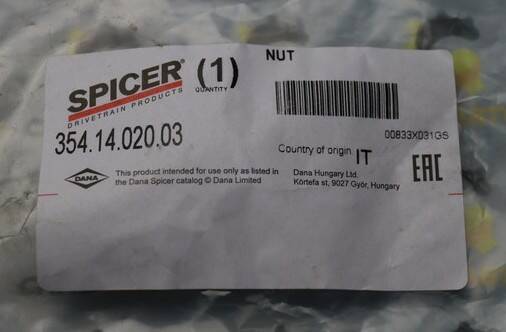 SPICER®
DRIVETRAIN PRODUCTS
(1)
QUANTITY
NUT
354.14.020.03
00833X031GS
Country of origin IT
DANA
This product intended for use only as listed in
the Dana Spicer catalog © Dana Limited
Dana Hungary Ltd.
Körtefa st, 9027 Győr, Hungary
EAC